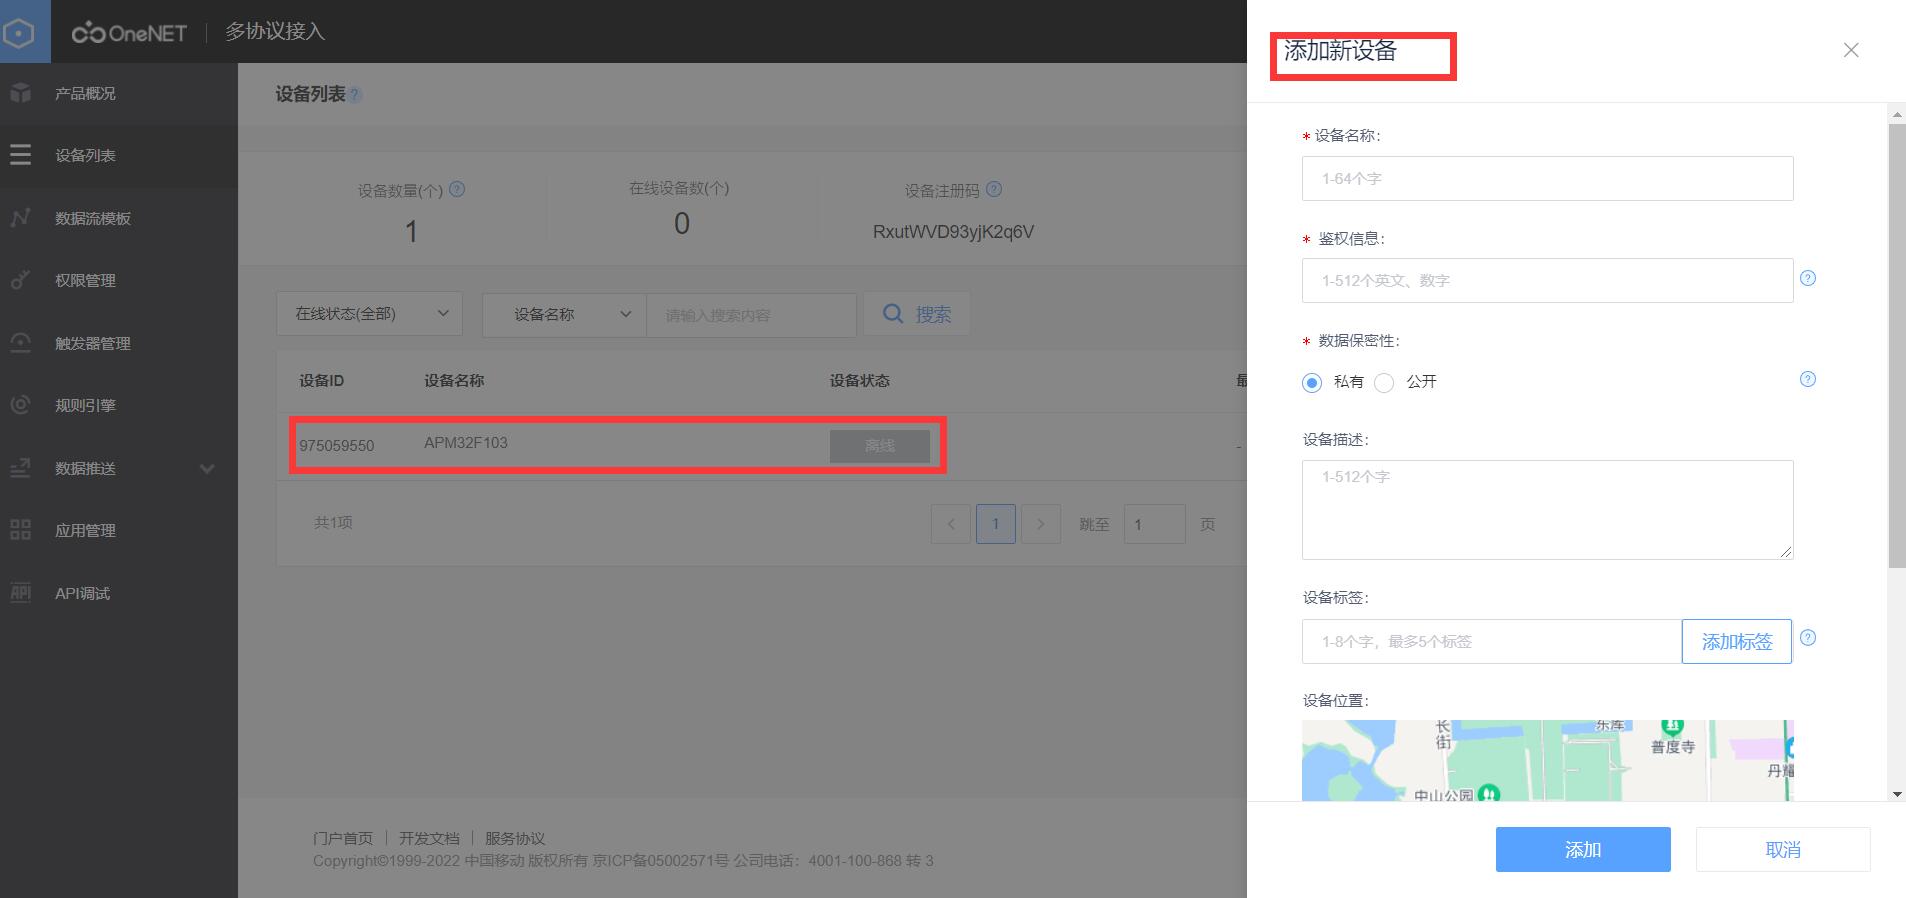 OneNET 多协议接入
产品概况
设备列表
数据流模板
权限管理
触发器管理
规则引擎
数据推送
应用管理
API调试
设备列表 ?
设备数量(个) ?
1
在线设备数(个)
0
设备注册码 ?
RxutWVD93yjK2q6V
在线状态(全部)
设备名称
请输入搜索内容
搜索
设备ID 设备名称 设备状态
975059550 APM32F103 离线 -
共1项
< 1 > 跳至 1 页
门户首页 | 开发文档 | 服务协议
Copyright©1999-2022 中国移动 版权所有 京ICP备05002571号 公司电话：4001-100-868 转 3
添加新设备
* 设备名称：
1-64个字
* 鉴权信息：
1-512个英文、数字
* 数据保密性：
私有 公开
设备描述：
1-512个字
设备标签：
1-8个字，最多5个标签
添加标签
设备位置：
长街
东库
普度寺
中山公园
添加 取消